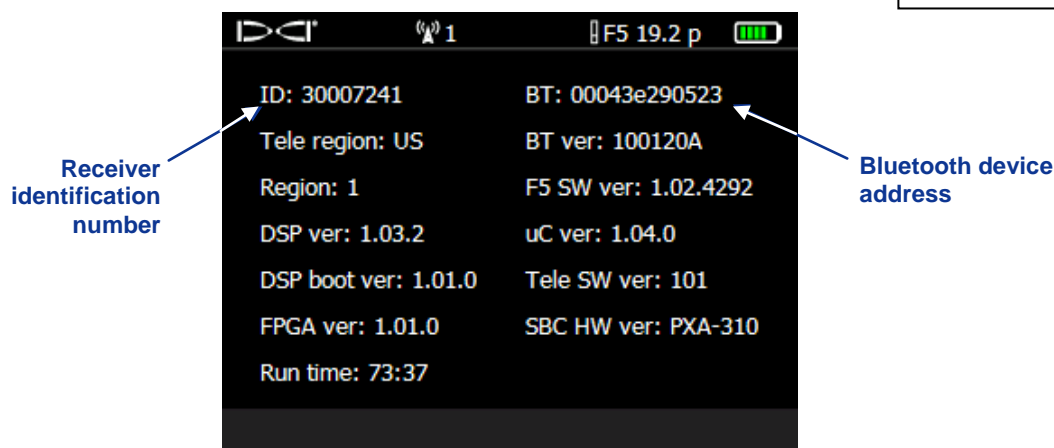 DCI 1 F5 19.2 p
ID: 30007241 BT: 00043e290523
Tele region: US BT ver: 100120A
Region: 1 F5 SW ver: 1.02.4292
DSP ver: 1.03.2 uC ver: 1.04.0
DSP boot ver: 1.01.0 Tele SW ver: 101
FPGA ver: 1.01.0 SBC HW ver: PXA-310
Run time: 73:37
Receiver
identification
number
Bluetooth device
address